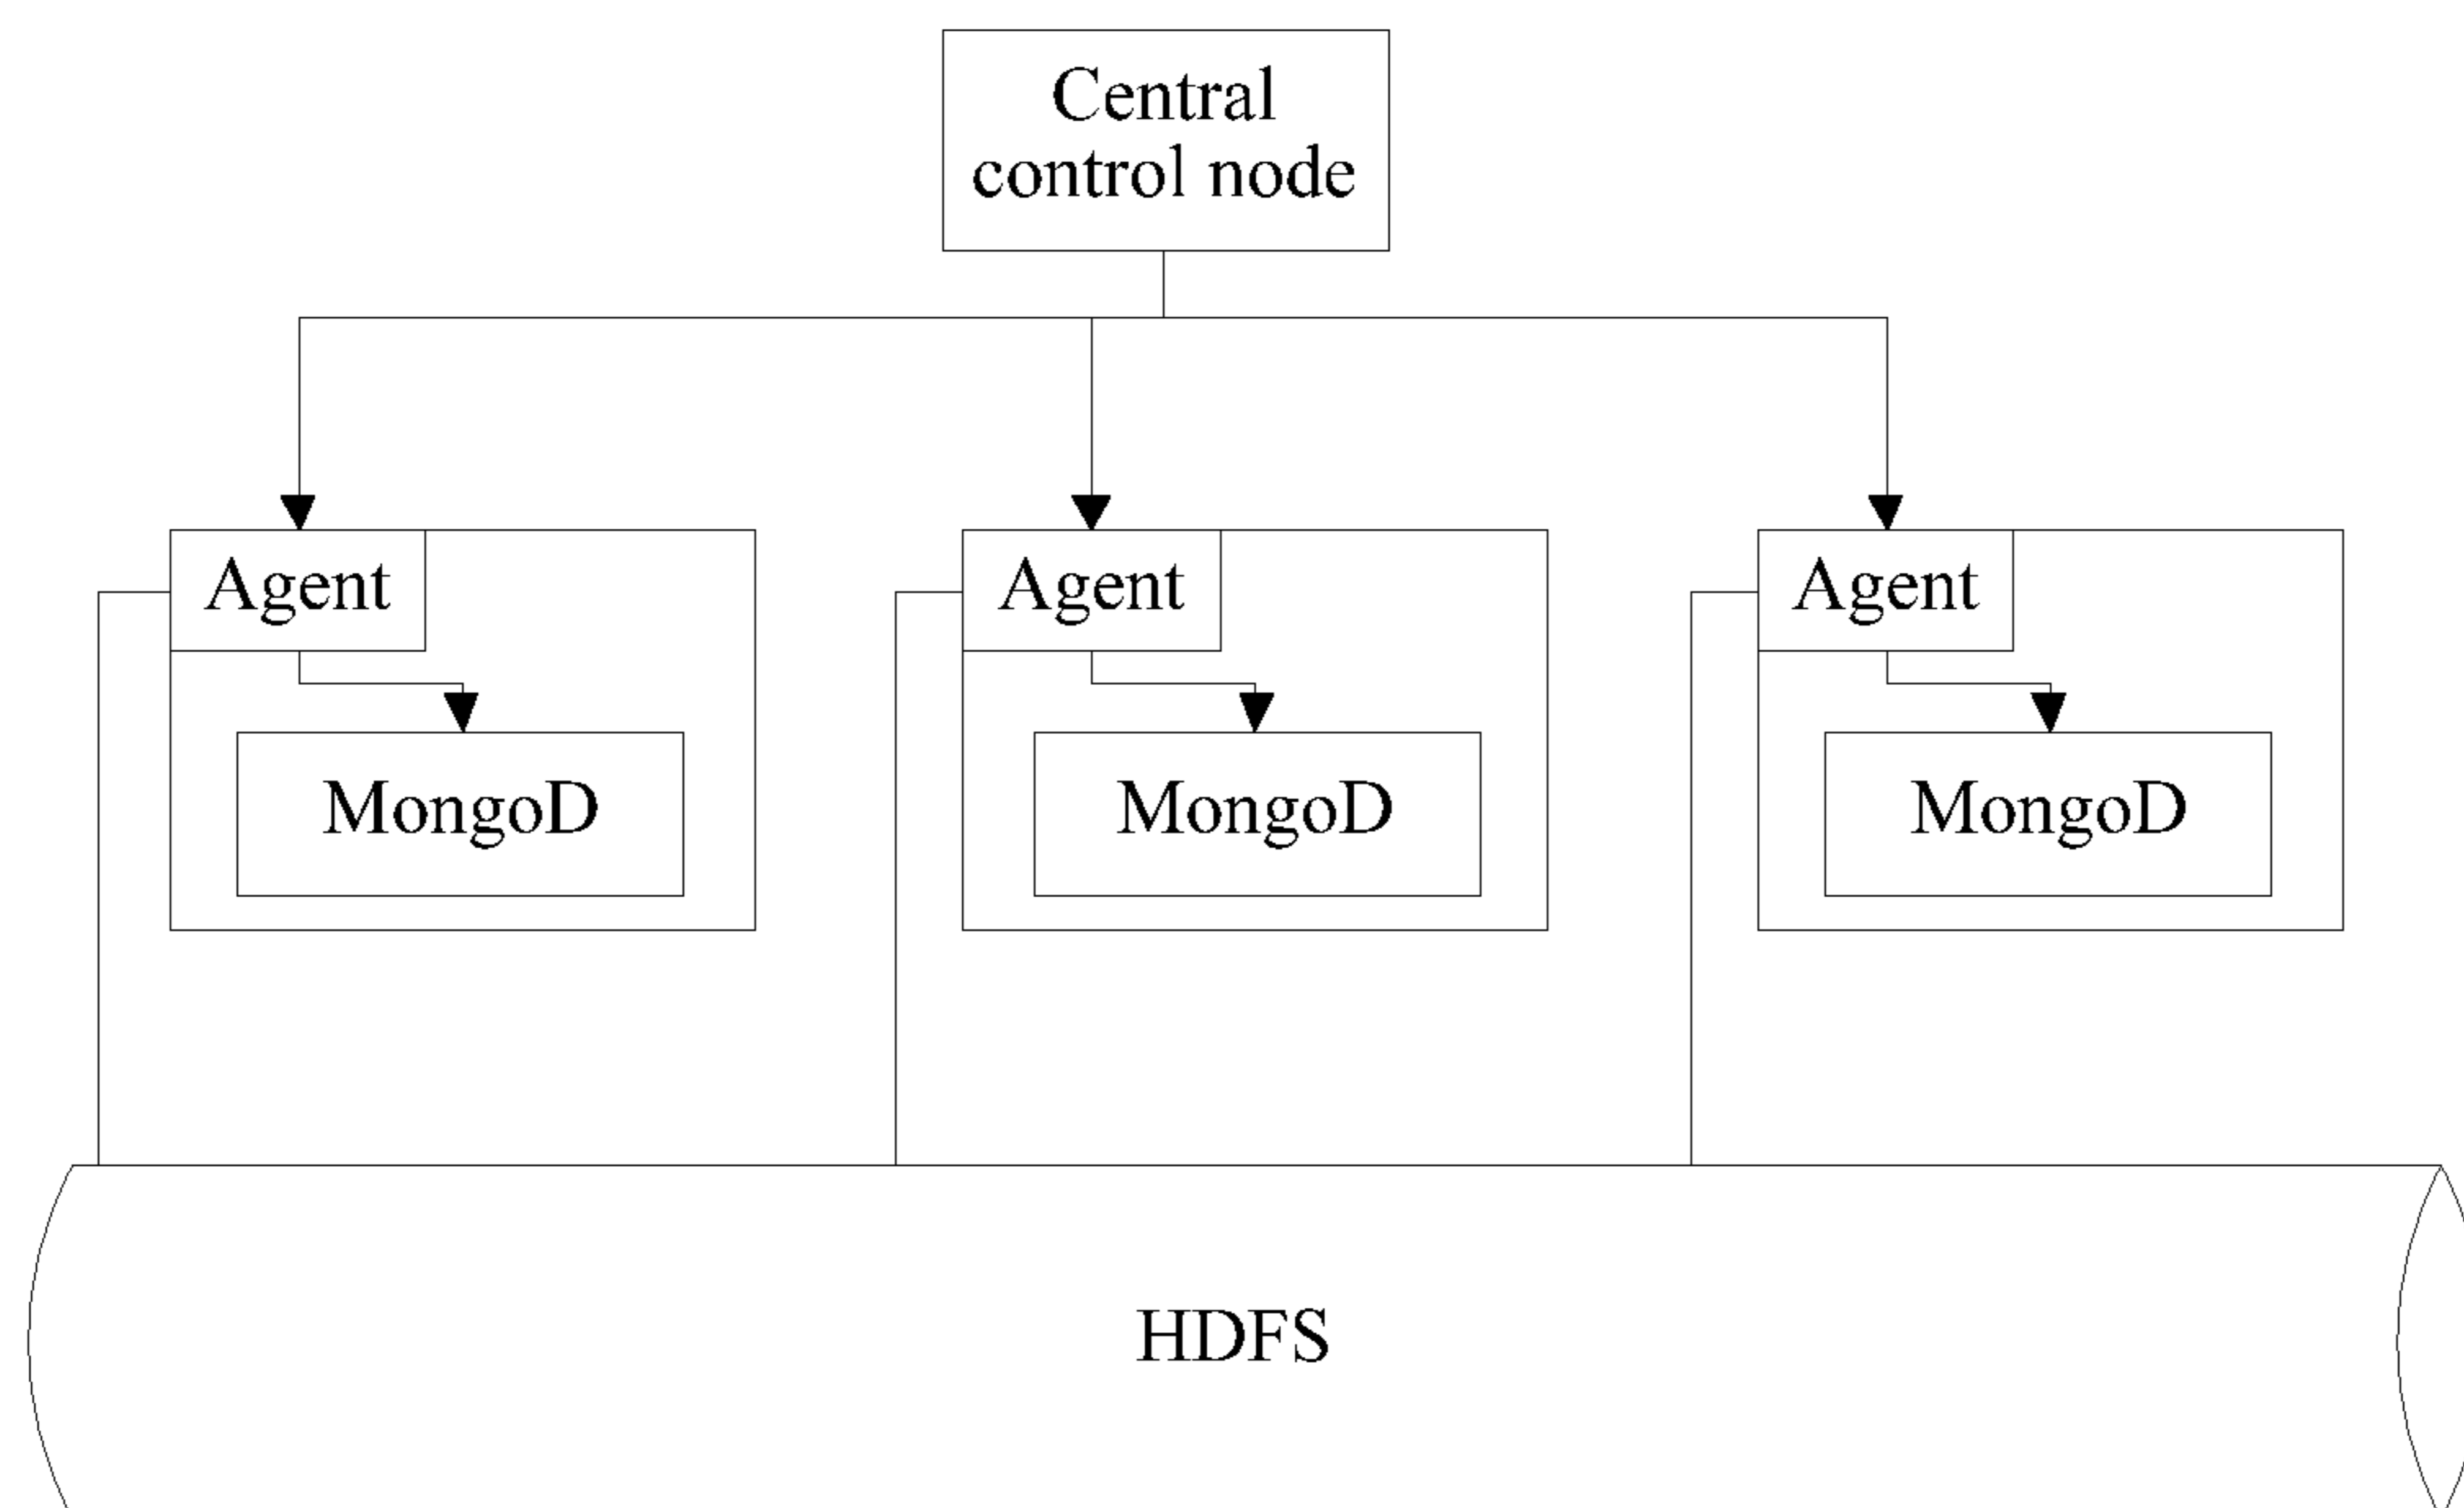 Central
control node
Agent
Agent
Agent
MongoD
MongoD
MongoD
HDFS